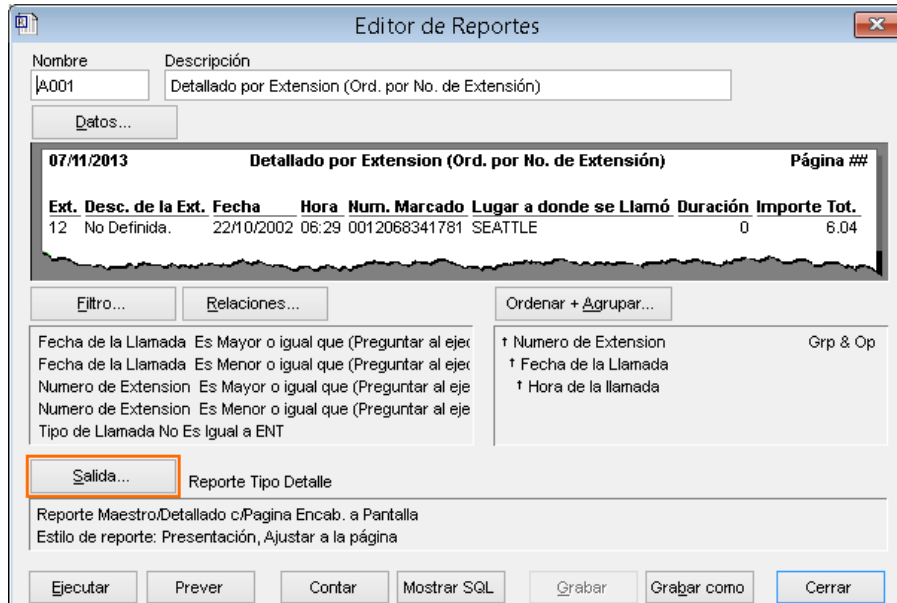 Editor de Reportes
Nombre Descripción
A001 Detallado por Extension (Ord. por No. de Extensión)
Datos...
07/11/2013 Detallado por Extension (Ord. por No. de Extensión) Página ##
Ext. Desc. de la Ext. Fecha Hora Num. Marcado Lugar a donde se Llamó Duración Importe Tot.
12 No Definida. 22/10/2002 06:29 0012068341781 SEATTLE 0 6.04
Filtro... Relaciones... Ordenar + Agrupar...
Fecha de la Llamada Es Mayor o igual que (Preguntar al ejec
Fecha de la Llamada Es Menor o igual que (Preguntar al ejec
Numero de Extension Es Mayor o igual que (Preguntar al eje
Numero de Extension Es Menor o igual que (Preguntar al eje
Tipo de Llamada No Es Igual a ENT
↑ Numero de Extension Grp & Op
↑ Fecha de la Llamada
↑ Hora de la llamada
Salida... Reporte Tipo Detalle
Reporte Maestro/Detallado c/Pagina Encab. a Pantalla
Estilo de reporte: Presentación, Ajustar a la página
Ejecutar Prever Contar Mostrar SQL Grabar Grabar como Cerrar